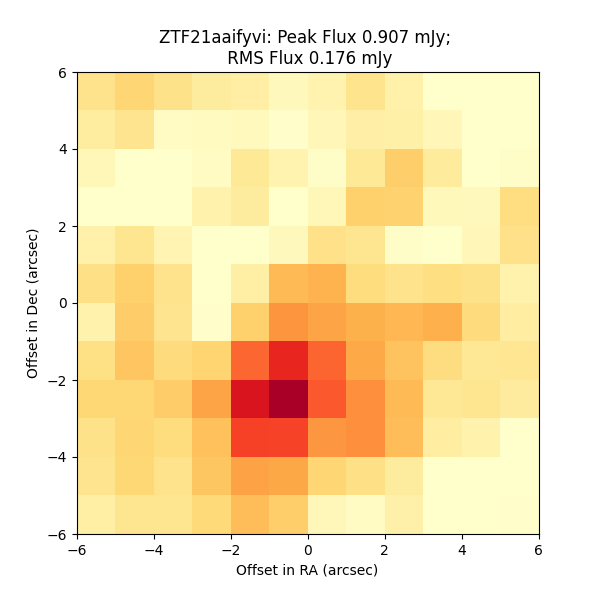 ZTF21aaifyvi: Peak Flux 0.907 mJy;
RMS Flux 0.176 mJy
6
4
2
0
−2
−4
−6
Offset in Dec (arcsec)
−6 −4 −2 0 2 4 6
Offset in RA (arcsec)